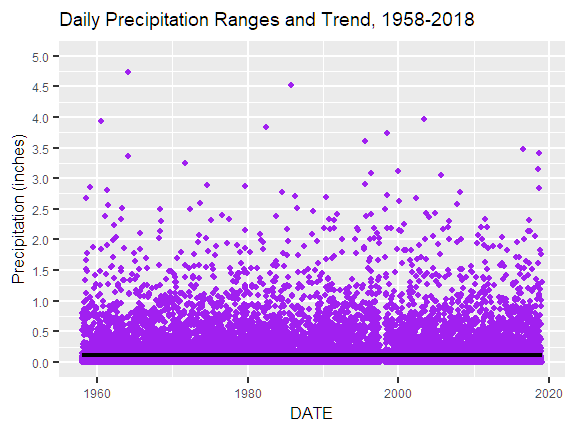 Daily Precipitation Ranges and Trend, 1958-2018
Precipitation (inches)
5.0
4.5
4.0
3.5
3.0
2.5
2.0
1.5
1.0
0.5
0.0
1960 1980 2000 2020
DATE